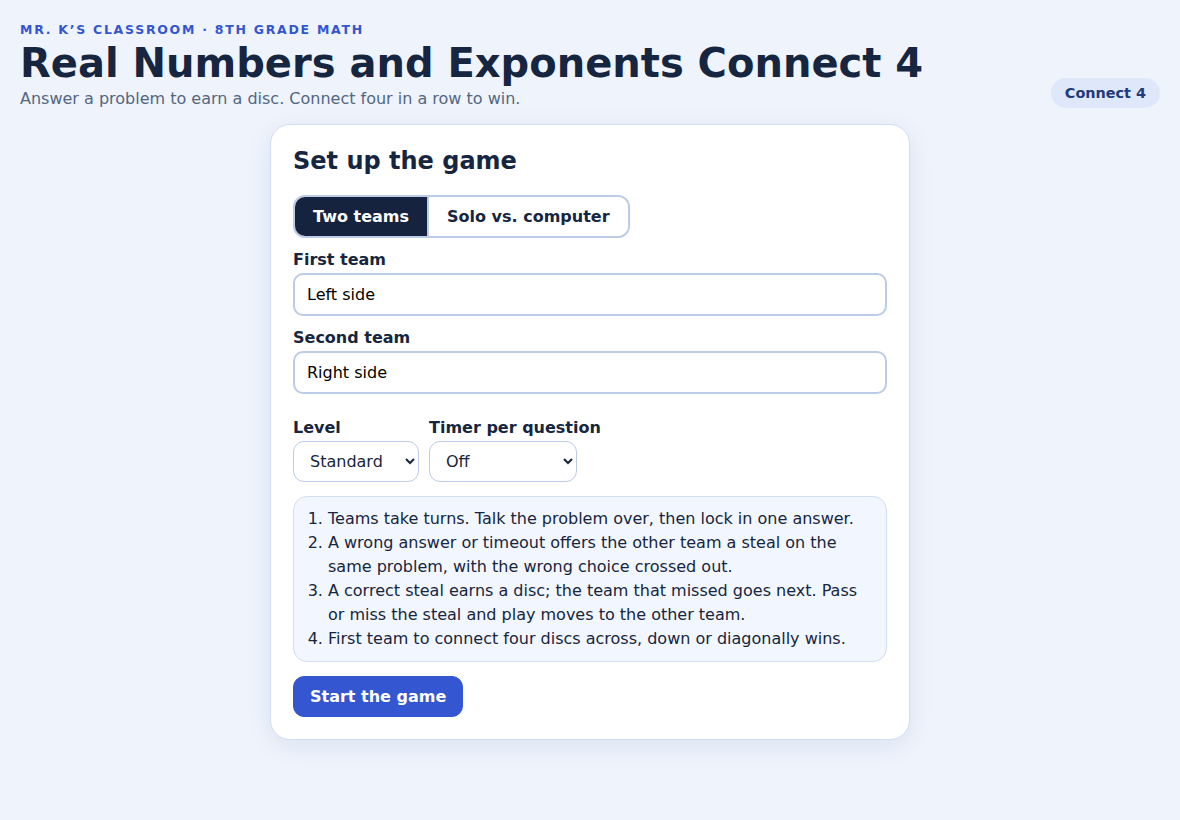 MR. K’S CLASSROOM · 8TH GRADE MATH
Real Numbers and Exponents Connect 4
Answer a problem to earn a disc. Connect four in a row to win.
Connect 4
Set up the game
Two teams
Solo vs. computer
First team
Left side
Second team
Right side
Level
Timer per question
Standard
Off
1. Teams take turns. Talk the problem over, then lock in one answer.
2. A wrong answer or timeout offers the other team a steal on the
same problem, with the wrong choice crossed out.
3. A correct steal earns a disc; the team that missed goes next. Pass
or miss the steal and play moves to the other team.
4. First team to connect four discs across, down or diagonally wins.
Start the game